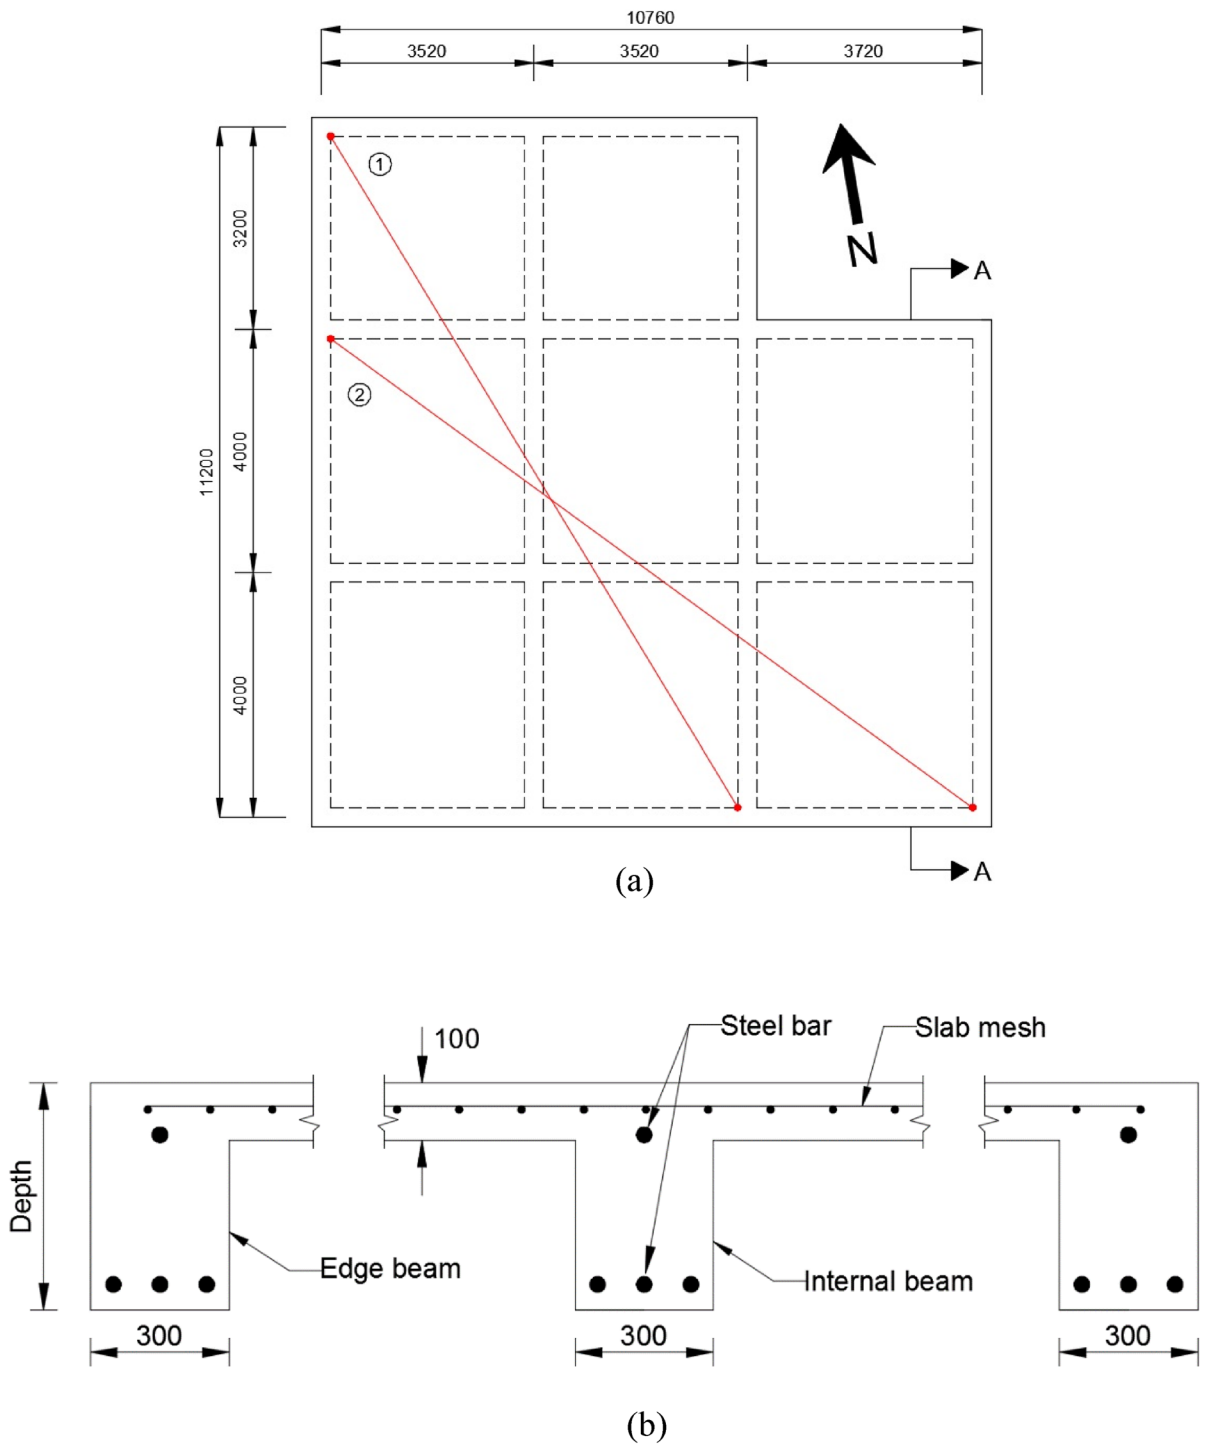 10760
3520 3520 3720
①
3200
N
A
②
11200
4000
4000
A
(a)
Steel bar
Slab mesh
100
Depth
Edge beam
Internal beam
300 300 300
(b)